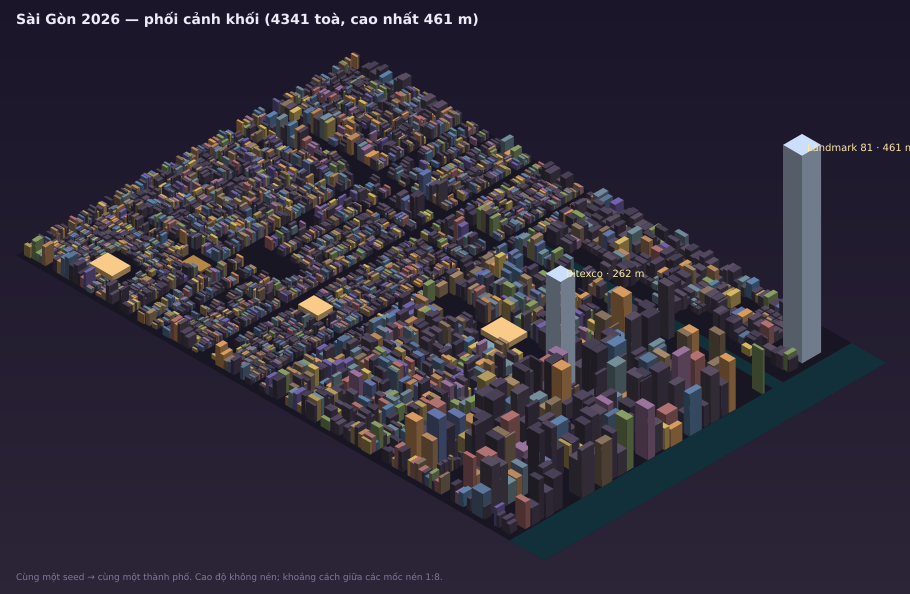 Sài Gòn 2026 — phối cảnh khối (4341 toà, cao nhất 461 m)
Landmark 81 · 461 m
Bitexco · 262 m
Cùng một seed → cùng một thành phố. Cao độ không nén; khoảng cách giữa các mốc nén 1:8.